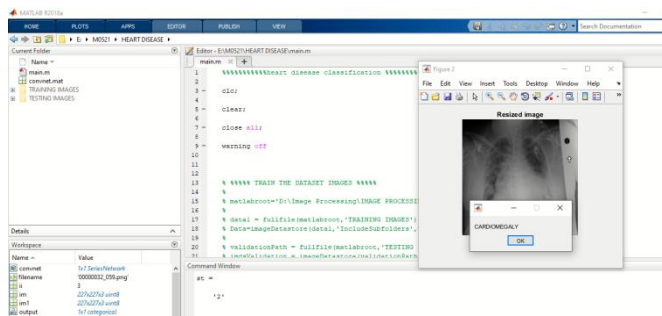 MATLAB R2018a
HOME PLOTS APPS EDITOR PUBLISH VIEW
Search Documentation
E: M0521 HEART DISEASE
Current Folder
Name
main.m
convnet.mat
TRAINING IMAGES
TESTING IMAGES
Details
Workspace
Name Value
convnet 1x1 SeriesNetwork
filename '00000032_059.png'
ii 3
im 227x227x3 uint8
im1 227x227x3 uint8
output 1x1 categorical
Editor - E:\M0521\HEART DISEASE\main.m
main.m
1 %%%%%%%%%%%heart disease classification %%%%%%%%
2
3 clc;
4
5 clear;
6
7 close all;
8
9 warning off
10
11
12
13 % %%%%% TRAIN THE DATASET IMAGES %%%%%
14 %
15 % matlabroot='D:\Image Processing\IMAGE PROCESSI
16 %
17 % data1 = fullfile(matlabroot,'TRAINING IMAGES')
18 % Data=imageDatastore(data1,'IncludeSubfolders',
19 %
20 % validationPath = fullfile(matlabroot,'TESTING
21 % imdsValidation = imageDatastore(validationPath
Command Window
st =
'2'
Figure 2
File Edit View Insert Tools Desktop Window Help
Resized image
CARDIOMEGALY
OK